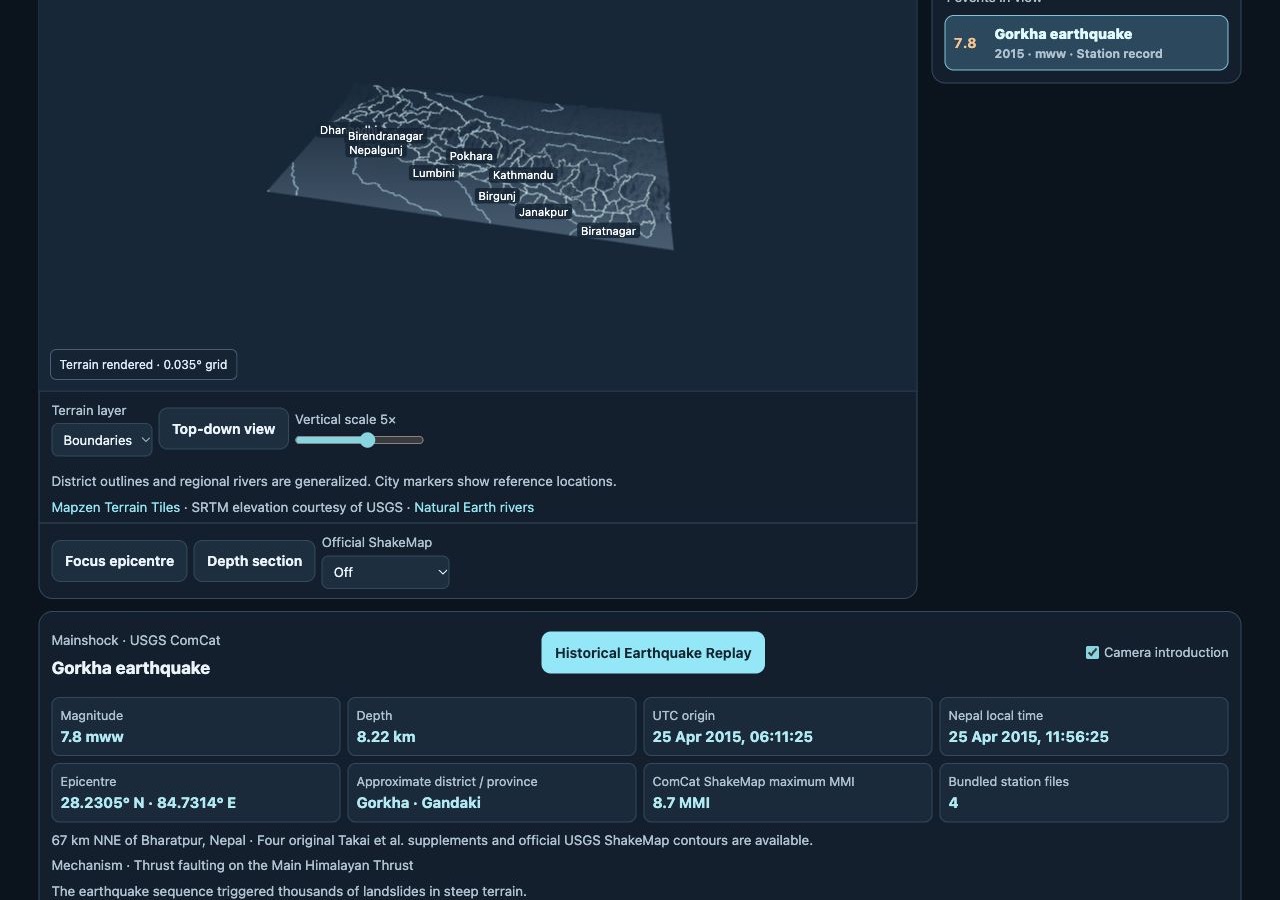 7.8
Gorkha earthquake
2015 · mww · Station record
Birendranagar
Nepalgunj
Pokhara
Lumbini
Kathmandu
Birgunj
Janakpur
Biratnagar
Terrain rendered · 0.035° grid
Terrain layer
Boundaries
Top-down view
Vertical scale 5×
District outlines and regional rivers are generalized. City markers show reference locations.
Mapzen Terrain Tiles · SRTM elevation courtesy of USGS · Natural Earth rivers
Focus epicentre
Depth section
Official ShakeMap
Off
Mainshock · USGS ComCat
Gorkha earthquake
Historical Earthquake Replay
Camera introduction
Magnitude
7.8 mww
Depth
8.22 km
UTC origin
25 Apr 2015, 06:11:25
Nepal local time
25 Apr 2015, 11:56:25
Epicentre
28.2305° N · 84.7314° E
Approximate district / province
Gorkha · Gandaki
ComCat ShakeMap maximum MMI
8.7 MMI
Bundled station files
4
67 km NNE of Bharatpur, Nepal · Four original Takai et al. supplements and official USGS ShakeMap contours are available.
Mechanism · Thrust faulting on the Main Himalayan Thrust
The earthquake sequence triggered thousands of landslides in steep terrain.